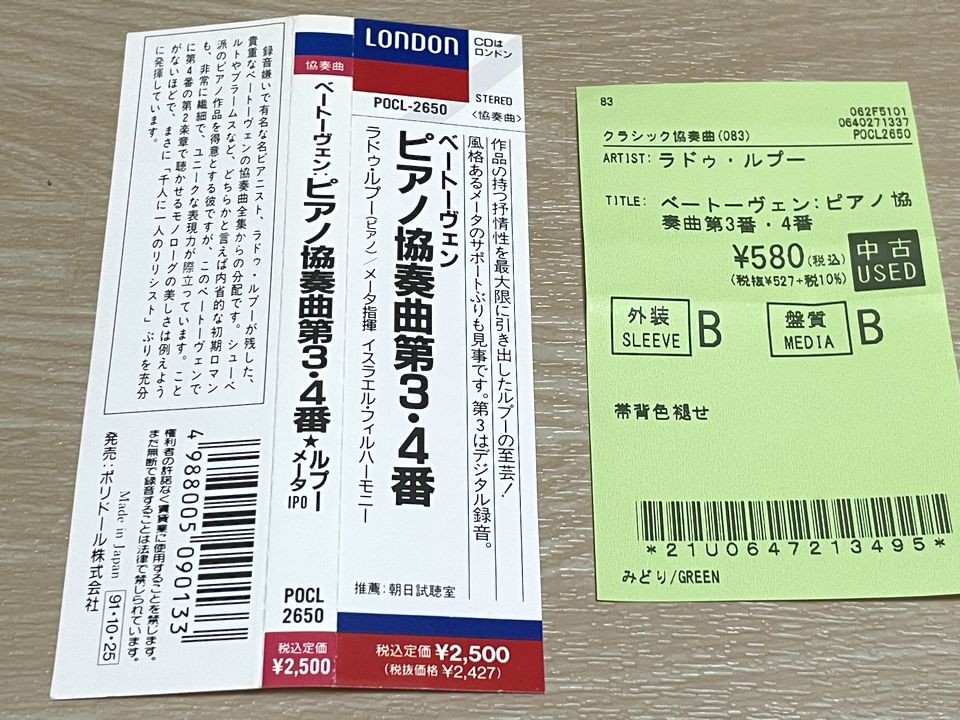 録音嫌いで有名な名ピアニスト、ラドゥ・ルプーが残した、
貴重なベートーヴェンの協奏曲全集からの分配です。シューベ
ルトやブラームスなど、どちらかと言えば内省的な初期ロマン
派のピアノ作品を得意とする彼ですが、このベートーヴェンで
も、非常に繊細で、ユニークな表現力が際立っています。こと
に第4番の第2楽章で聴かせるモノローグの美しさは例えよう
がないほどで、まさに「千人に一人のリリシスト」ぶりを充分
に発揮しています。
4 988005 090133
権利者の許諾なく賃貸業に使用することを禁じます。
また無断で録音することは法律で禁じられています。
Made in Japan
91・10・25
発売:ポリドール株式会社
協奏曲
ベートーヴェン:ピアノ協奏曲第3・4番★ルプー
メータ
IPO
POCL
2650
税込定価
¥2,500
LONDON
CDは
ロンドン
POCL-2650
STEREO
〈協奏曲〉
作品の持つ抒情性を最大限に引き出したルプーの至芸!
風格あるメータのサポートぶりも見事です。第3はデジタル録音。
ベートーヴェン
ピアノ協奏曲第3・4番
ラドゥ・ルプー(ピアノ)/メータ指揮 イスラエル・フィルハーモニー
推薦:朝日試聴室
税込定価¥2,500
(税抜価格 ¥2,427)
83
062F5101
0640271337
POCL2650
クラシック協奏曲(083)
ARTIST: ラドゥ・ルプー
TITLE: ベートーヴェン:ピアノ協
奏曲第3番・4番
¥580(税込)
(税抜¥527+税10%)
中古
USED
外装
SLEEVE
B
盤質
MEDIA
B
帯背色褪せ
*21U0647213495*
みどり/GREEN